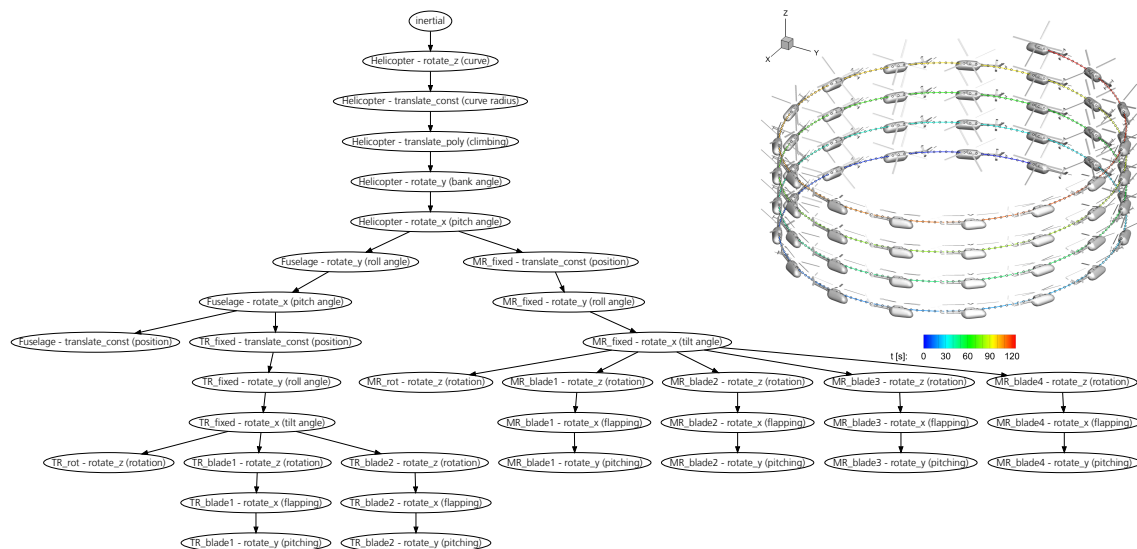 inertial
Helicopter - rotate_z (curve)
Helicopter - translate_const (curve radius)
Helicopter - translate_poly (climbing)
Helicopter - rotate_y (bank angle)
Helicopter - rotate_x (pitch angle)
Fuselage - rotate_y (roll angle)
MR_fixed - translate_const (position)
Fuselage - rotate_x (pitch angle)
MR_fixed - rotate_y (roll angle)
Fuselage - translate_const (position)
TR_fixed - translate_const (position)
MR_fixed - rotate_x (tilt angle)
TR_fixed - rotate_y (roll angle)
MR_rot - rotate_z (rotation)
MR_blade1 - rotate_z (rotation)
MR_blade2 - rotate_z (rotation)
MR_blade3 - rotate_z (rotation)
MR_blade4 - rotate_z (rotation)
TR_fixed - rotate_x (tilt angle)
MR_blade1 - rotate_x (flapping)
MR_blade2 - rotate_x (flapping)
MR_blade3 - rotate_x (flapping)
MR_blade4 - rotate_x (flapping)
TR_rot - rotate_z (rotation)
TR_blade1 - rotate_z (rotation)
TR_blade2 - rotate_z (rotation)
MR_blade1 - rotate_y (pitching)
MR_blade2 - rotate_y (pitching)
MR_blade3 - rotate_y (pitching)
MR_blade4 - rotate_y (pitching)
TR_blade1 - rotate_x (flapping)
TR_blade2 - rotate_x (flapping)
TR_blade1 - rotate_y (pitching)
TR_blade2 - rotate_y (pitching)
Z
Y
X
t [s]: 0 30 60 90 120